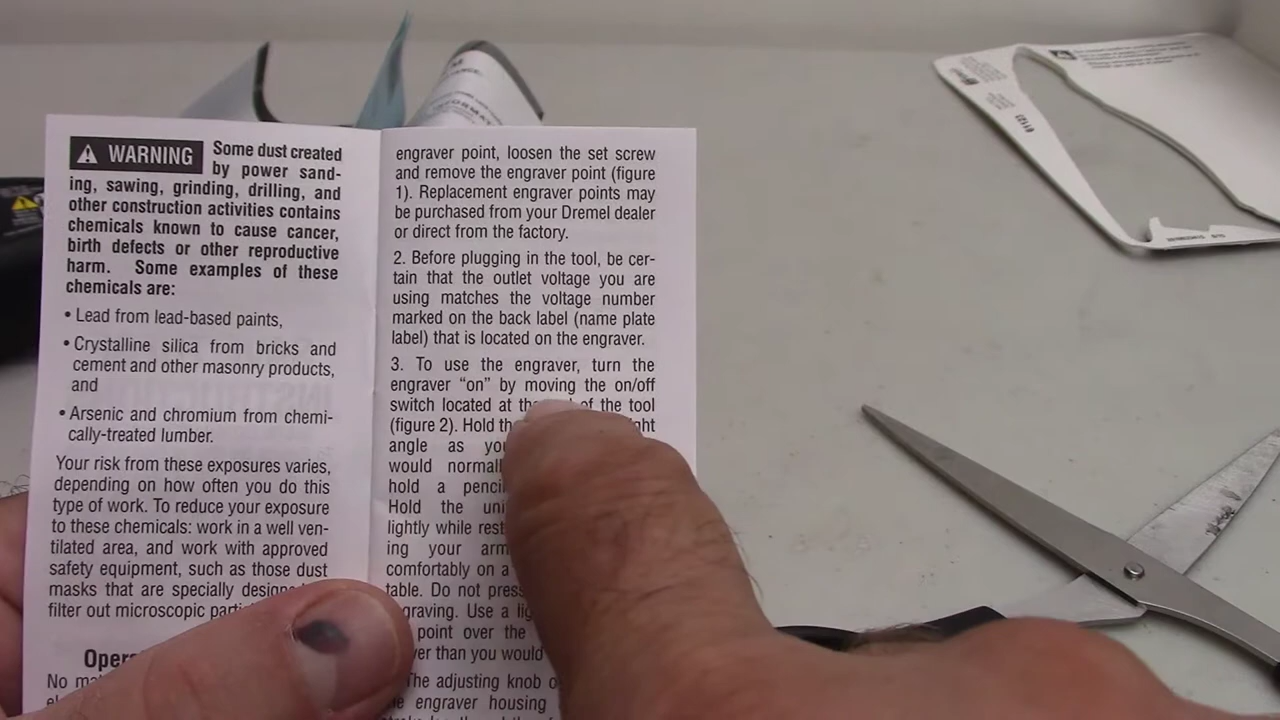 WARNING Some dust created
by power sand-
ing, sawing, grinding, drilling, and
other construction activities contains
chemicals known to cause cancer,
birth defects or other reproductive
harm. Some examples of these
chemicals are:
• Lead from lead-based paints,
• Crystalline silica from bricks and
cement and other masonry products,
and
• Arsenic and chromium from chemi-
cally-treated lumber.
Your risk from these exposures varies,
depending on how often you do this
type of work. To reduce your exposure
to these chemicals: work in a well ven-
tilated area, and work with approved
safety equipment, such as those dust
masks that are specially
filter out microscopic
No
engraver point, loosen the set screw
and remove the engraver point (figure
1). Replacement engraver points may
be purchased from your Dremel dealer
or direct from the factory.
2. Before plugging in the tool, be cer-
tain that the outlet voltage you are
using matches the voltage number
marked on the back label (name plate
label) that is located on the engraver.
3. To use the engraver, turn the
engraver “on” by moving the on/off
switch located at of the tool
(figure 2). Hold
angle as
would
hold a
Hold the
lightly while rest-
ing your arm
comfortably on a
table. Do not press
Use a
point over the
than you would
The adjusting knob
engraver housing